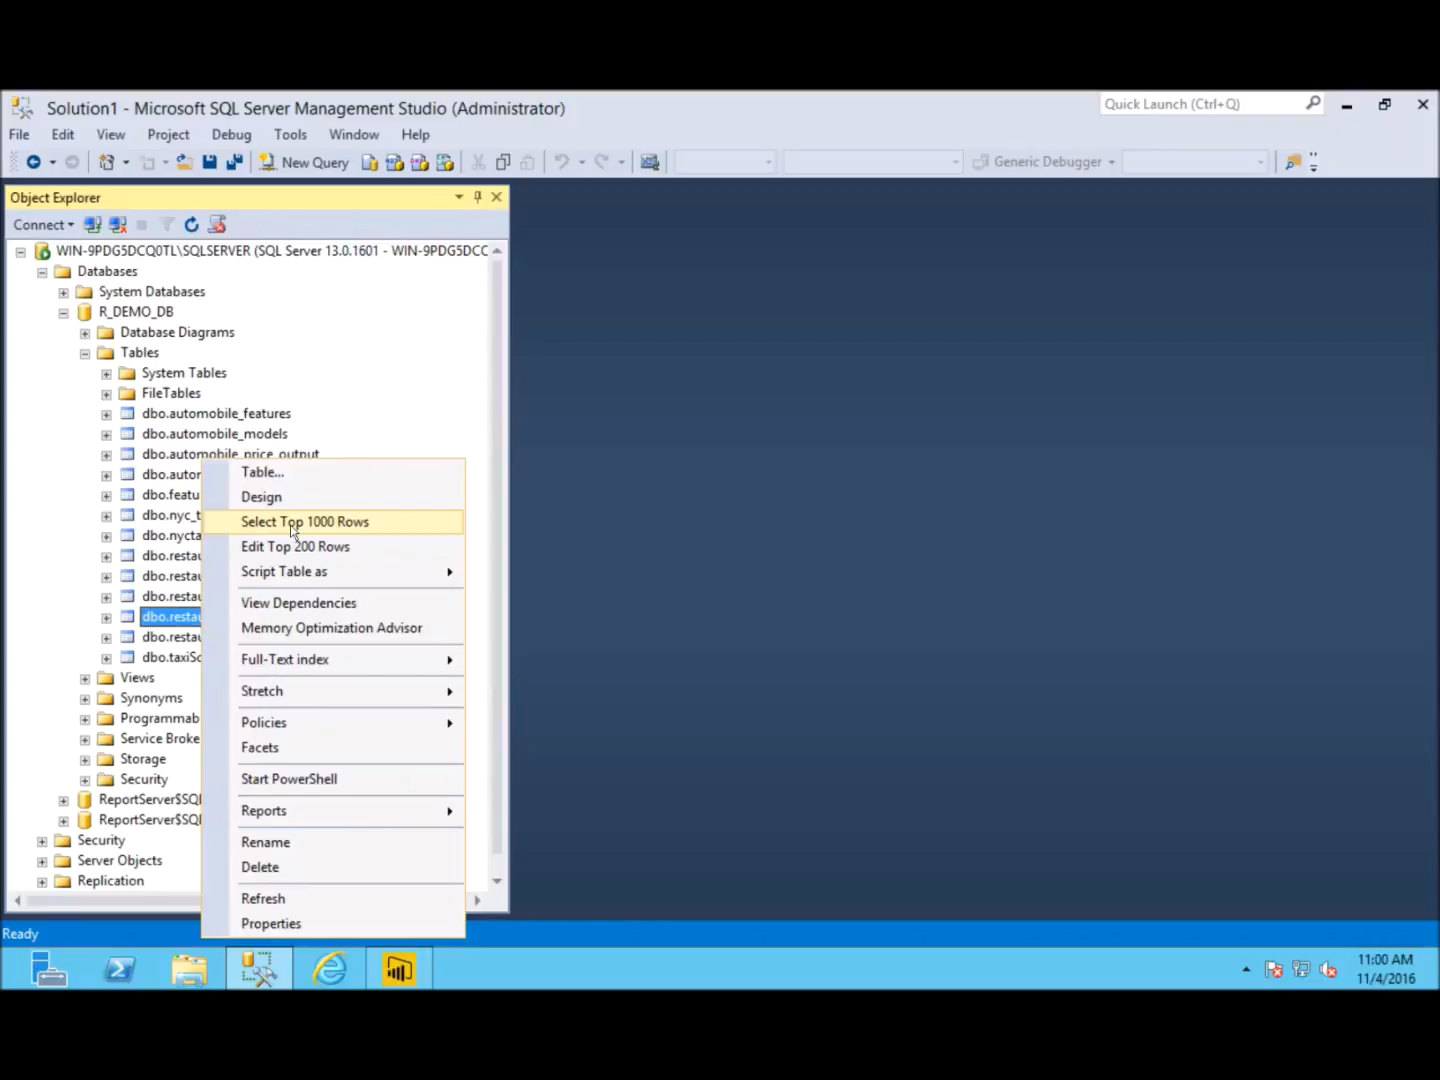 Solution1 - Microsoft SQL Server Management Studio (Administrator)
Quick Launch (Ctrl+Q)
File Edit View Project Debug Tools Window Help
New Query
Generic Debugger
Object Explorer
Connect
WIN-9PDG5DCQ0TL\SQLSERVER (SQL Server 13.0.1601 - WIN-9PDG5DCC
Databases
System Databases
R_DEMO_DB
Database Diagrams
Tables
System Tables
FileTables
dbo.automobile_features
dbo.automobile_models
dbo.automobile_price_output
dbo.autor
dbo.featu
dbo.nyc_t
dbo.nycta
dbo.restau
dbo.restau
dbo.restau
dbo.restau
dbo.restau
dbo.taxiSc
Views
Synonyms
Programmab
Service Broke
Storage
Security
ReportServer$SQL
ReportServer$SQL
Security
Server Objects
Replication
Table...
Design
Select Top 1000 Rows
Edit Top 200 Rows
Script Table as
View Dependencies
Memory Optimization Advisor
Full-Text index
Stretch
Policies
Facets
Start PowerShell
Reports
Rename
Delete
Refresh
Properties
Ready
11:00 AM
11/4/2016